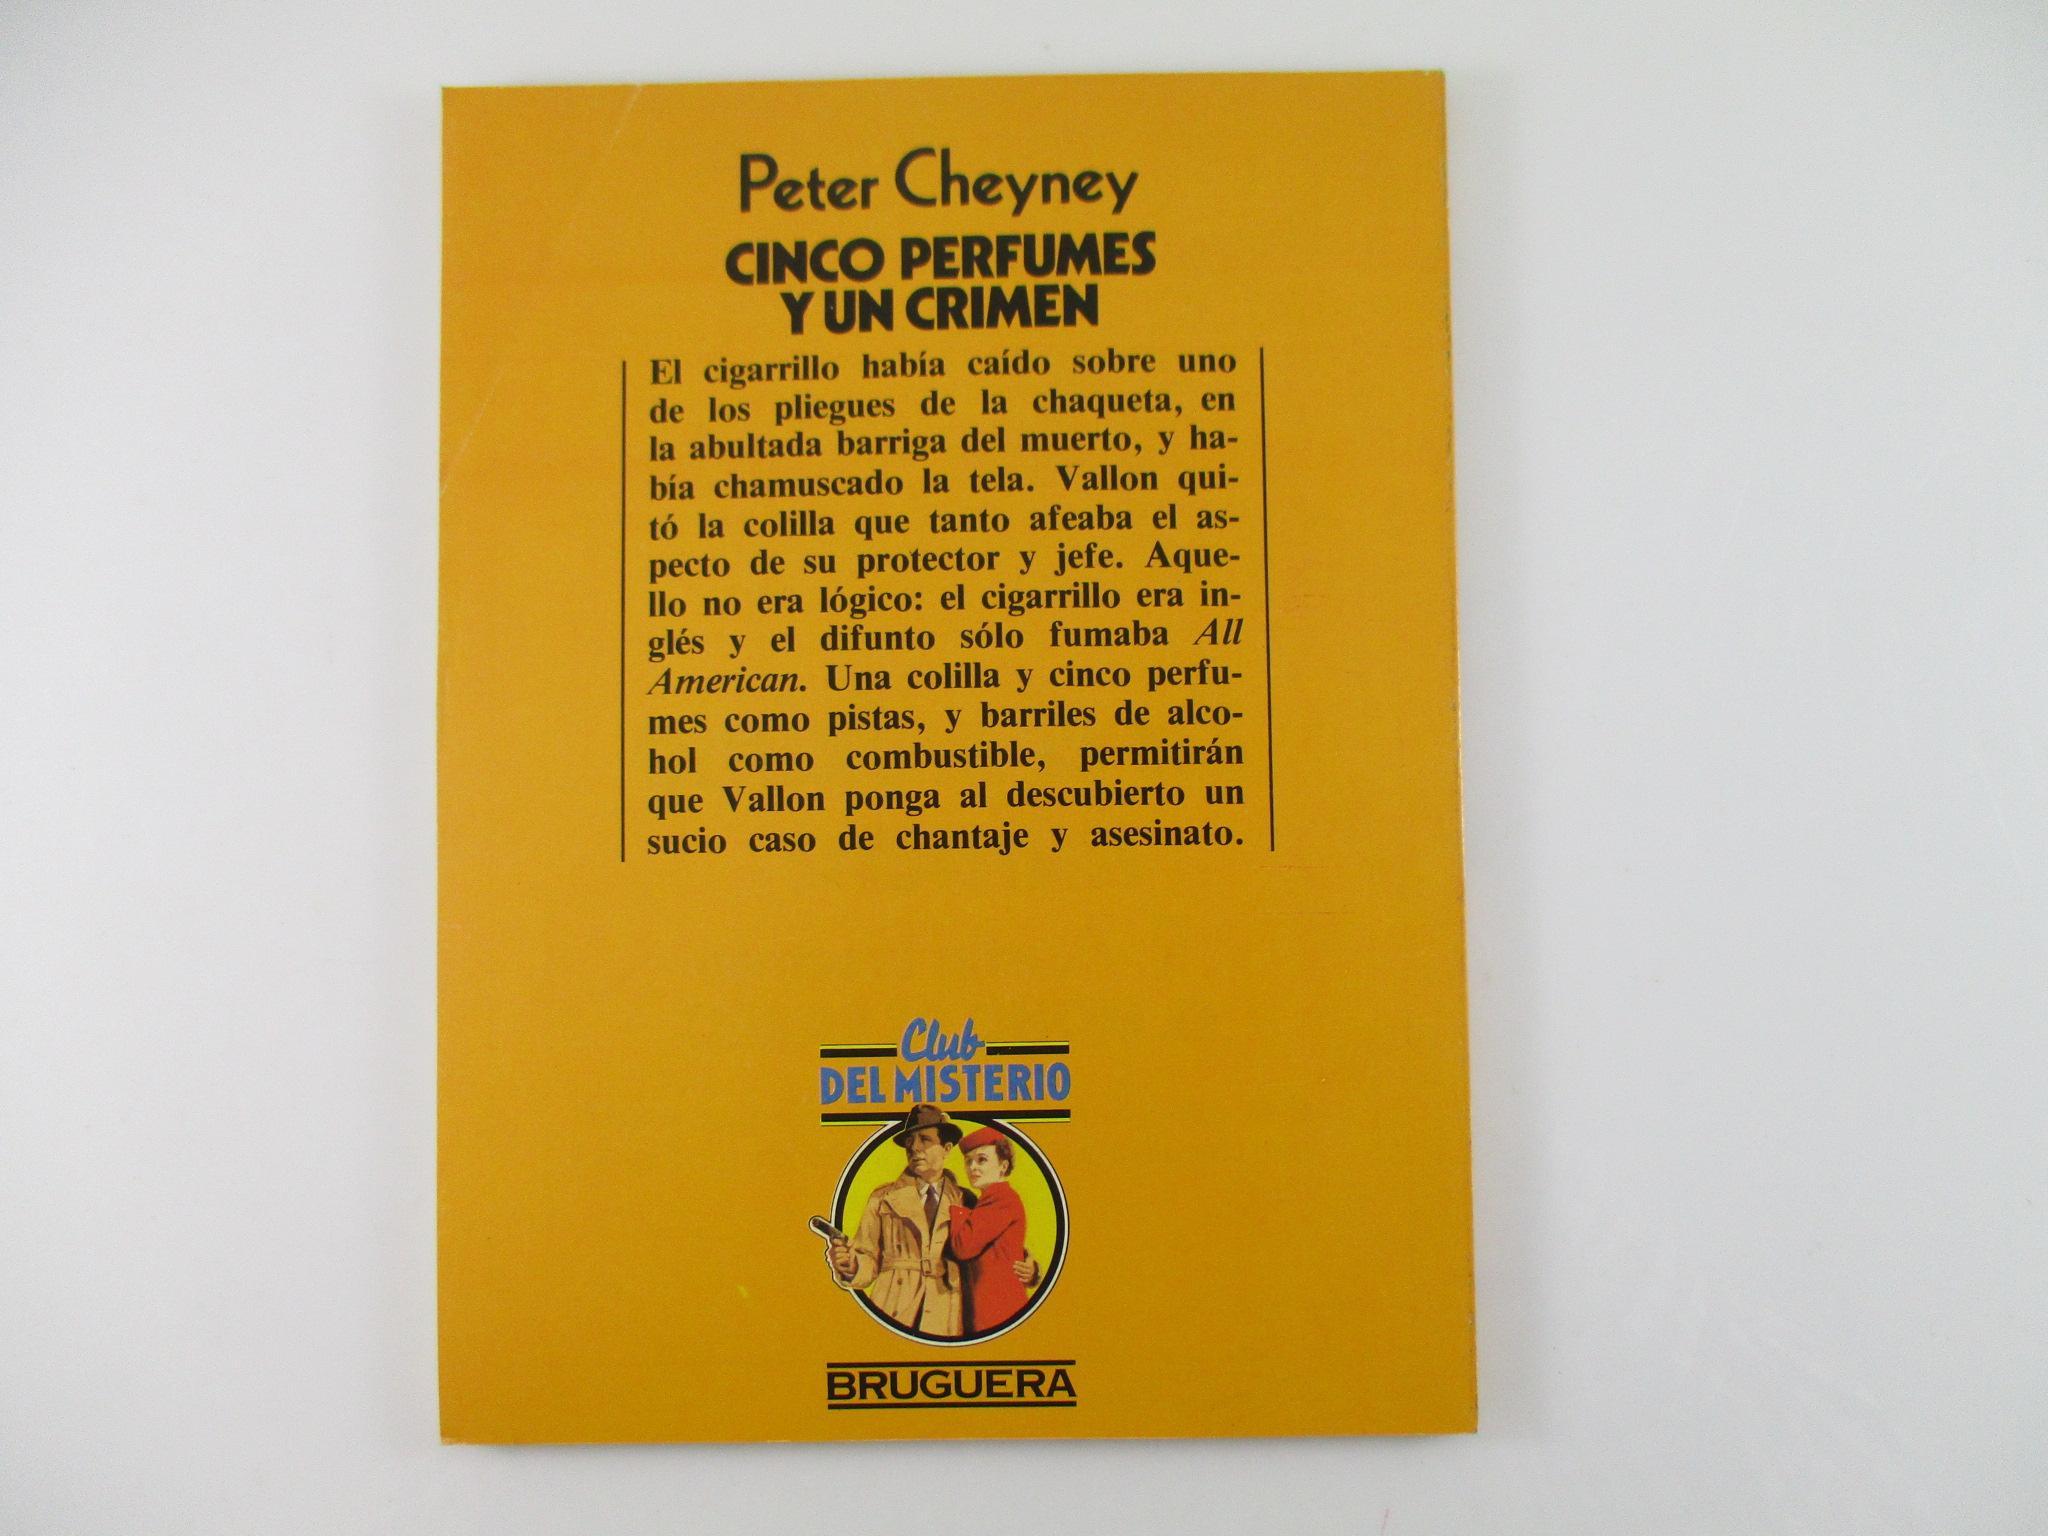 Peter Cheyney
CINCO PERFUMES
Y UN CRIMEN
El cigarrillo había caído sobre uno
de los pliegues de la chaqueta, en
la abultada barriga del muerto, y ha-
bía chamuscado la tela. Vallon qui-
tó la colilla que tanto afeaba el as-
pecto de su protector y jefe. Aque-
llo no era lógico: el cigarrillo era in-
glés y el difunto sólo fumaba All
American. Una colilla y cinco perfu-
mes como pistas, y barriles de alco-
hol como combustible, permitirán
que Vallon ponga al descubierto un
sucio caso de chantaje y asesinato.
Club
DEL MISTERIO
BRUGUERA